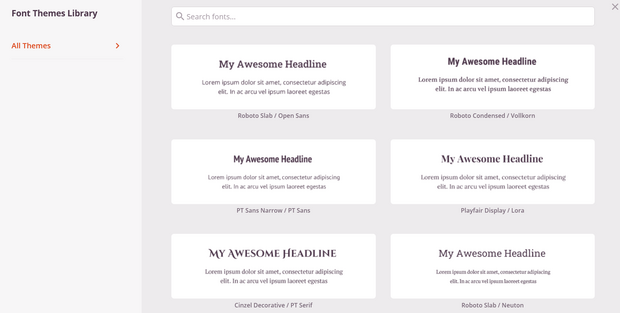 Font Themes Library
All Themes
Search fonts...
My Awesome Headline
Lorem ipsum dolor sit amet, consectetur adipiscing
elit. In ac arcu vel ipsum laoreet egestas
Roboto Slab / Open Sans
My Awesome Headline
Lorem ipsum dolor sit amet, consectetur adipiscing
elit. In ac arcu vel ipsum laoreet egestas
Roboto Condensed / Vollkorn
My Awesome Headline
Lorem ipsum dolor sit amet, consectetur adipiscing
elit. In ac arcu vel ipsum laoreet egestas
PT Sans Narrow / PT Sans
My Awesome Headline
Lorem ipsum dolor sit amet, consectetur adipiscing
elit. In ac arcu vel ipsum laoreet egestas
Playfair Display / Lora
My Awesome Headline
Lorem ipsum dolor sit amet, consectetur adipiscing
elit. In ac arcu vel ipsum laoreet egestas
Cinzel Decorative / PT Serif
My Awesome Headline
Lorem ipsum dolor sit amet, consectetur adipiscing
elit. In ac arcu vel ipsum laoreet egestas
Roboto Slab / Neuton